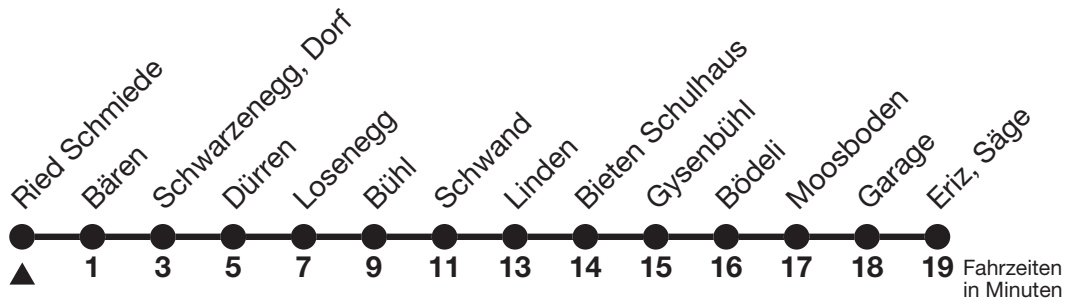 Ried Schmiede
Bären
Schwarzenegg, Dorf
Dürren
Losenegg
Bühl
Schwand
Linden
Bieten Schulhaus
Gysenbühl
Bödeli
Moosboden
Garage
Eriz, Säge
1 3 5 7 9 11 13 14 15 16 17 18 19 Fahrzeiten
in Minuten